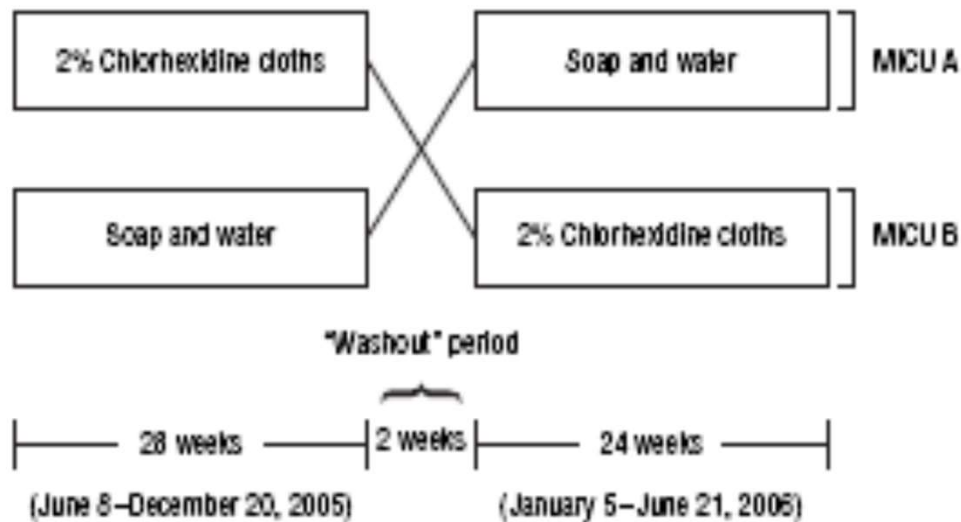 2% Chlorhexidine cloths
Soap and water
MICU A
Soap and water
2% Chlorhexidine cloths
MICU B
"Washout" period
28 weeks
2 weeks
24 weeks
(June 8–December 20, 2005)
(January 5–June 21, 2006)